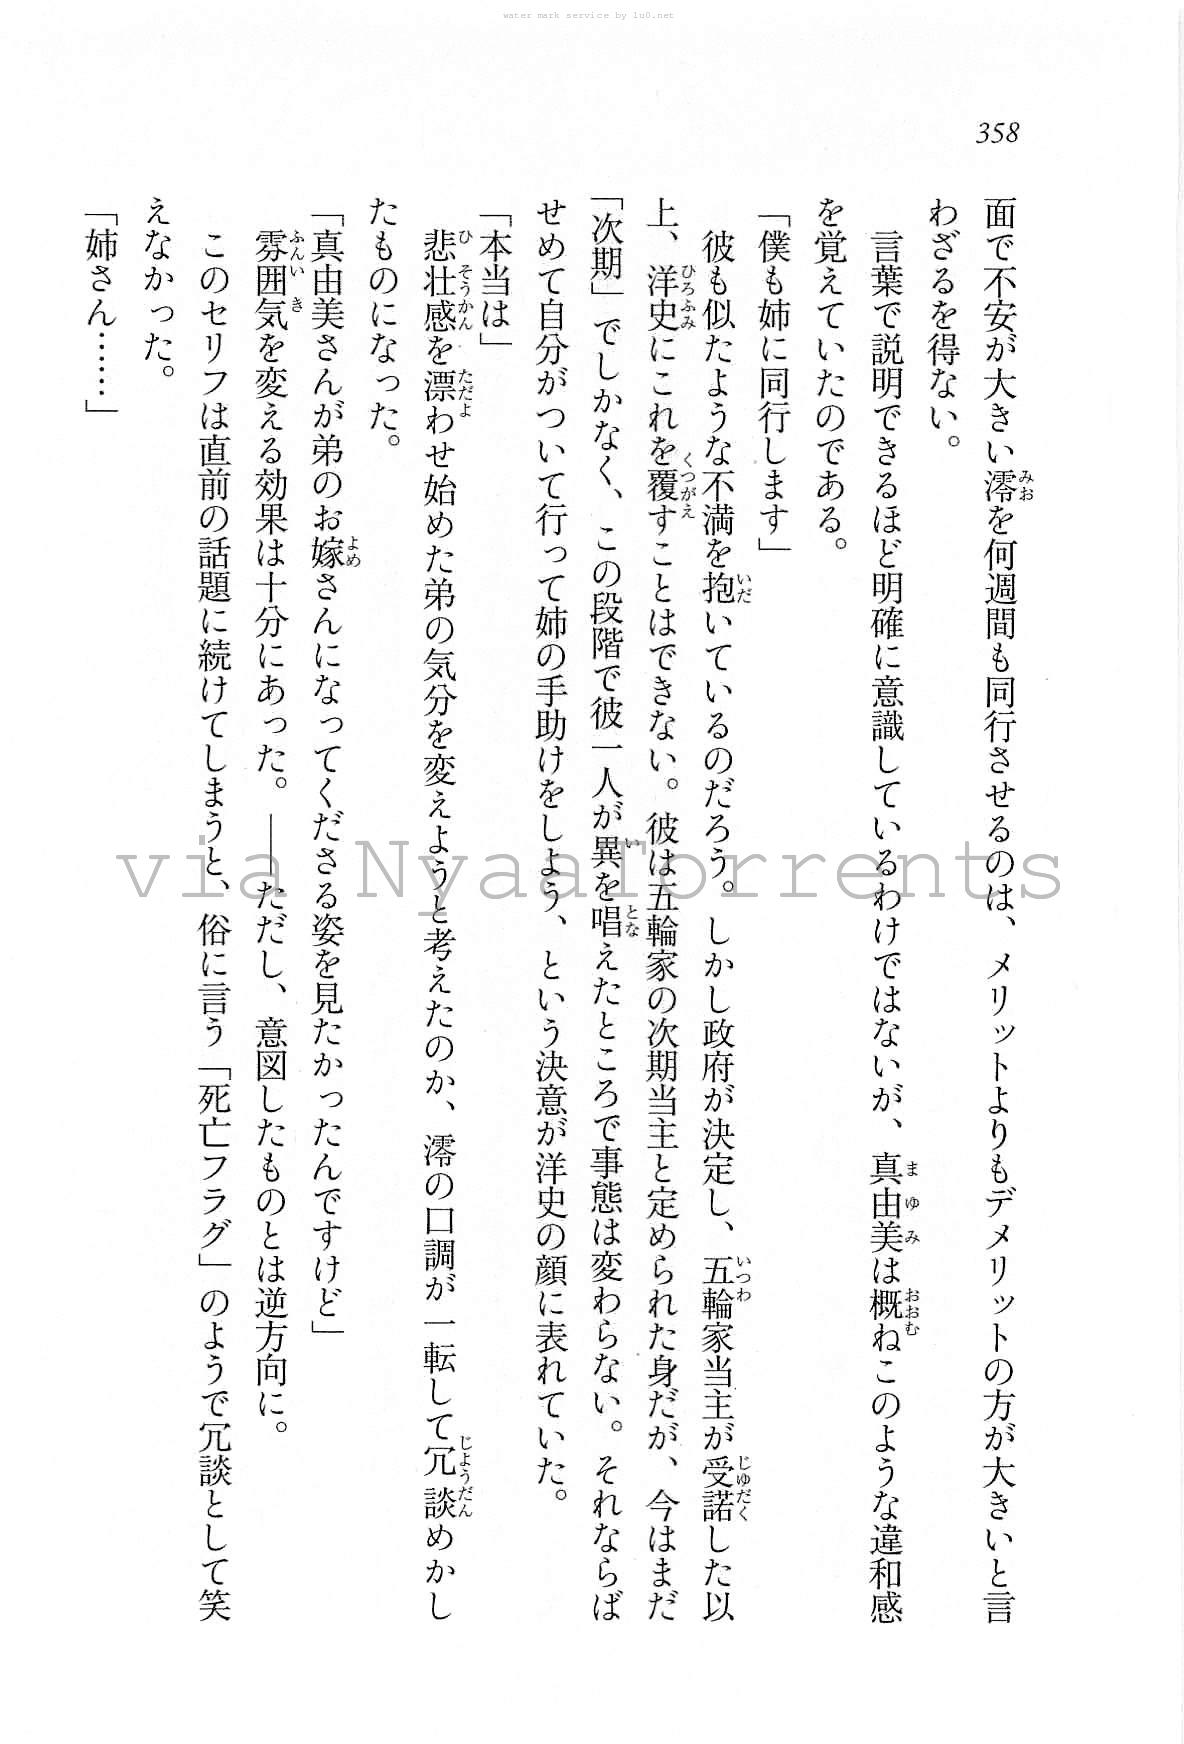 water mark service by 1u0.net
358
面で不安が大きい澪を何週間も同行させるのは、メリットよりもデメリットの方が大きいと言
わざるを得ない。
言葉で説明できるほど明確に意識しているわけではないが、真由美は概ねこのような違和感
を覚えていたのである。
「僕も姉に同行します」
彼も似たような不満を抱いているのだろう。しかし政府が決定し、五輪家当主が受諾した以
上、洋史にこれを覆すことはできない。彼は五輪家の次期当主と定められた身だが、今はまだ
「次期」でしかなく、この段階で彼一人が異を唱えたところで事態は変わらない。それならば
せめて自分がついて行って姉の手助けをしよう、という決意が洋史の顔に表れていた。
「本当は」
悲壮感を漂わせ始めた弟の気分を変えようと考えたのか、澪の口調が一転して冗談めかし
たものになった。
「真由美さんが弟のお嫁さんになってくださる姿を見たかったんですけど」
雰囲気を変える効果は十分にあった。――ただし、意図したものとは逆方向に。
このセリフは直前の話題に続けてしまうと、俗に言う「死亡フラグ」のようで冗談として笑
えなかった。
「姉さん……」
via NyaaTorrents